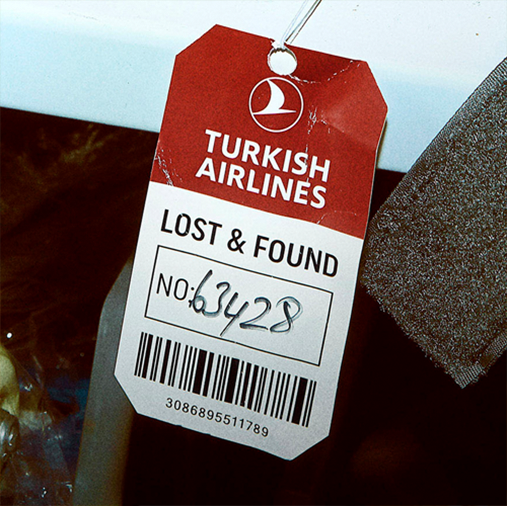 TURKISH
AIRLINES
LOST & FOUND
NO: 63428
3086895511789